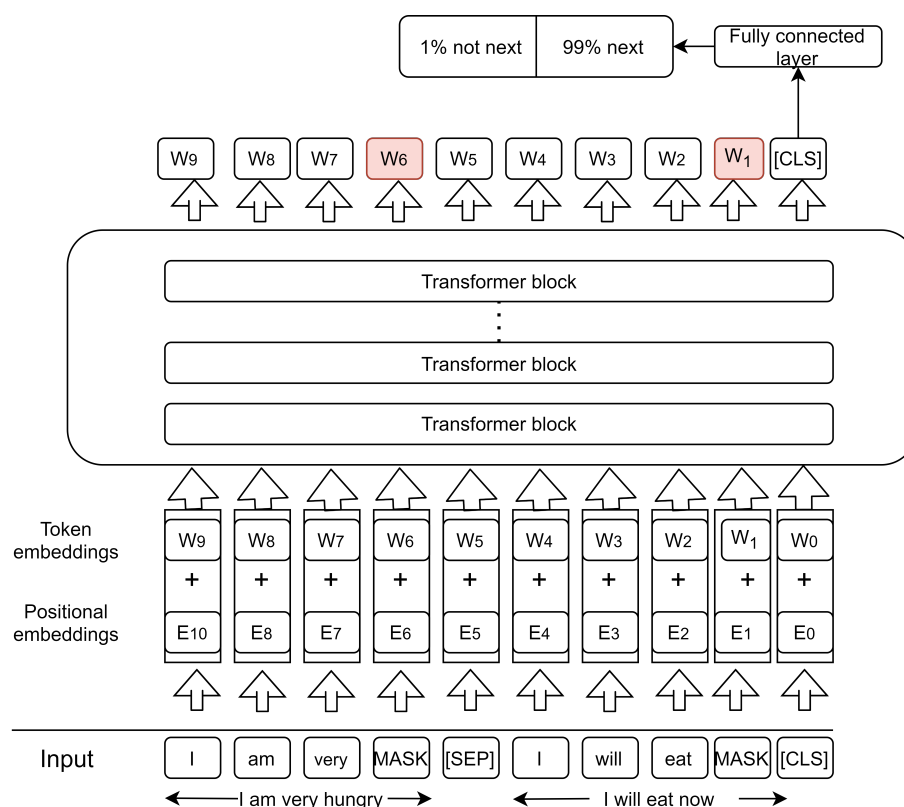 1% not next 99% next Fully connected layer
W9 W8 W7 W6 W5 W4 W3 W2 W1 [CLS]
Transformer block
Transformer block
Transformer block
Token embeddings W9 W8 W7 W6 W5 W4 W3 W2 W1 W0
+ + + + + + + + + +
Positional embeddings E10 E8 E7 E6 E5 E4 E3 E2 E1 E0
Input I am very MASK [SEP] I will eat MASK [CLS]
I am very hungry I will eat now